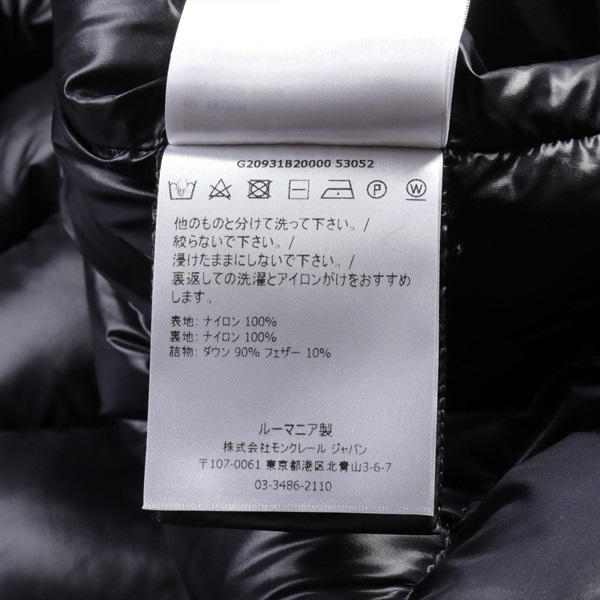 G20931B20000 53052
P W
他のものと分けて洗って下さい。/
絞らないで下さい。/
浸けたままにしないで下さい。/
裏返しての洗濯とアイロンがけをおすすめ
します。
表地: ナイロン 100%
裏地: ナイロン 100%
詰物: ダウン 90% フェザー 10%
ルーマニア製
株式会社モンクレール ジャパン
〒107-0061 東京都港区北青山3-6-7
03-3486-2110